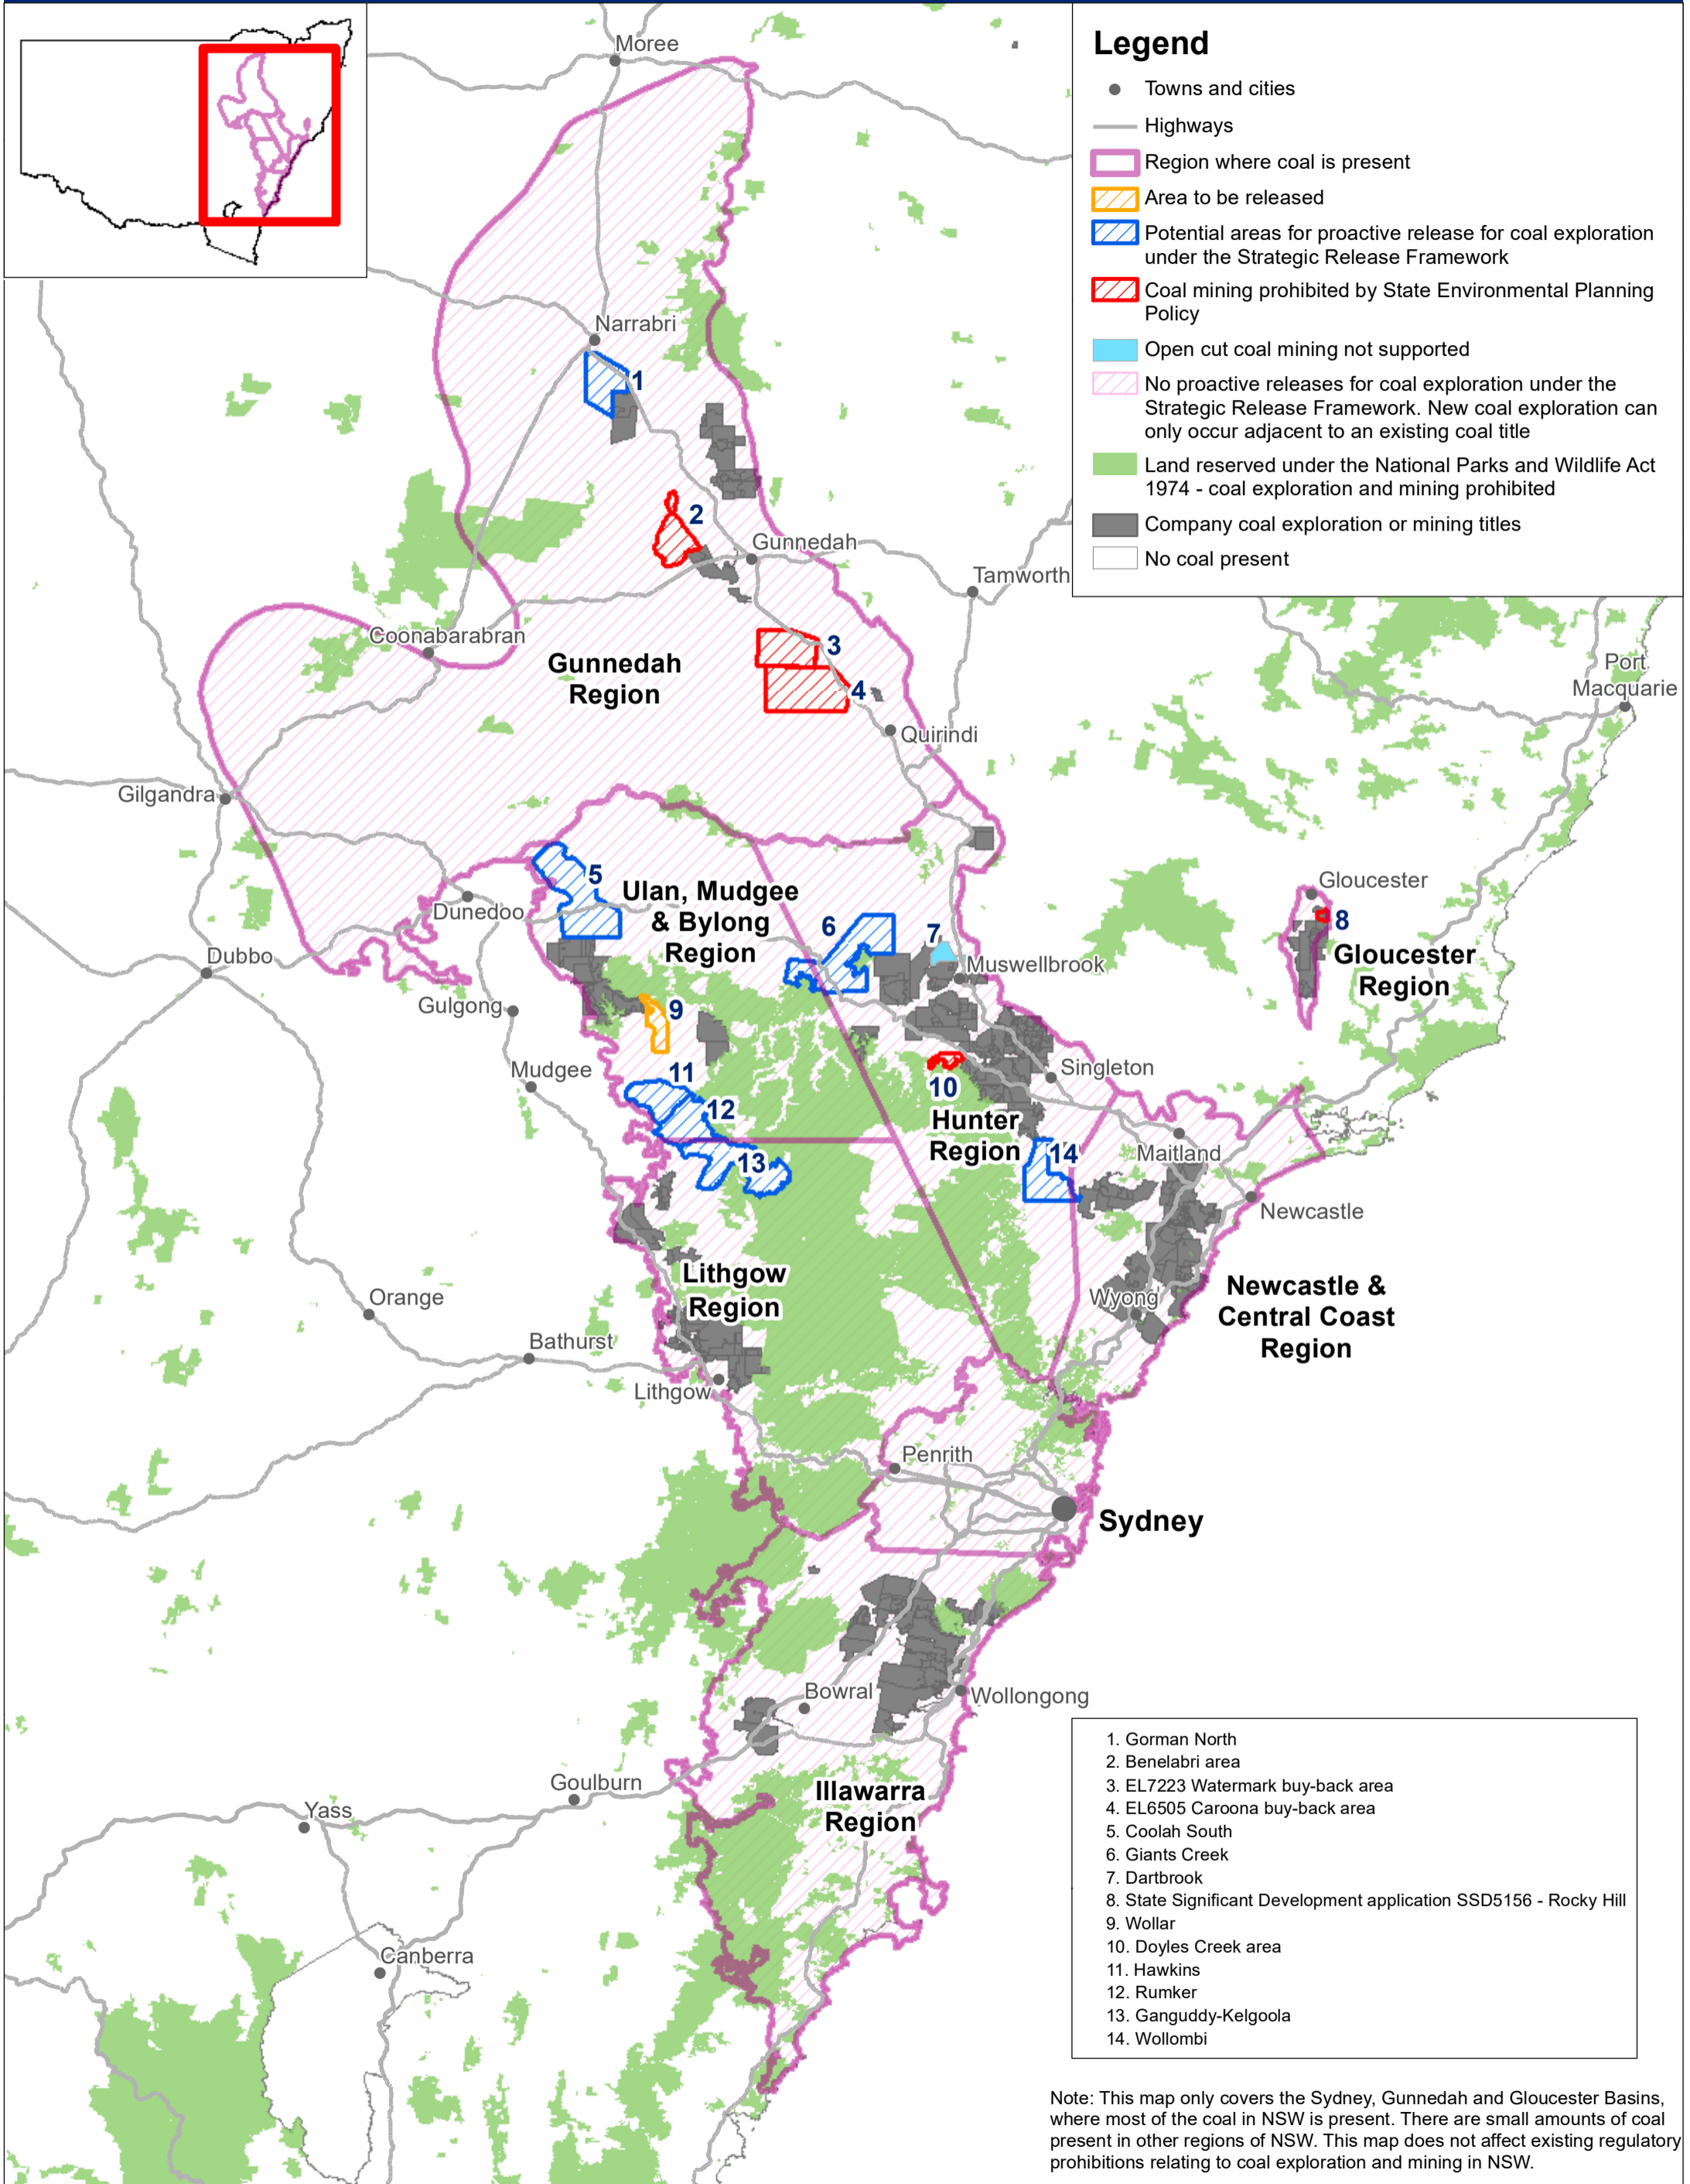 Legend
Towns and cities
Highways
Region where coal is present
Area to be released
Potential areas for proactive release for coal exploration
under the Strategic Release Framework
Coal mining prohibited by State Environmental Planning
Policy
Open cut coal mining not supported
No proactive releases for coal exploration under the
Strategic Release Framework. New coal exploration can
only occur adjacent to an existing coal title
Land reserved under the National Parks and Wildlife Act
1974 - coal exploration and mining prohibited
Company coal exploration or mining titles
No coal present
Moree
Narrabri
1
2
Gunnedah
Tamworth
Coonabarabran
Gunnedah
Region
3
4
Port
Macquarie
Quirindi
Gilgandra
5
Ulan, Mudgee
& Bylong
Region
Dunedoo
6
7
Gloucester
8
Gloucester
Region
Dubbo
Muswellbrook
Gulgong
9
Mudgee
11
10
Singleton
12
Hunter
Region
13
14
Maitland
Newcastle
Lithgow
Region
Newcastle &
Central Coast
Region
Wyong
Orange
Bathurst
Lithgow
Penrith
Sydney
Bowral
Wollongong
Goulburn
Illawarra
Region
Yass
Canberra
1. Gorman North
2. Benelabri area
3. EL7223 Watermark buy-back area
4. EL6505 Caroona buy-back area
5. Coolah South
6. Giants Creek
7. Dartbrook
8. State Significant Development application SSD5156 - Rocky Hill
9. Wollar
10. Doyles Creek area
11. Hawkins
12. Rumker
13. Ganguddy-Kelgoola
14. Wollombi
Note: This map only covers the Sydney, Gunnedah and Gloucester Basins,
where most of the coal in NSW is present. There are small amounts of coal
present in other regions of NSW. This map does not affect existing regulatory
prohibitions relating to coal exploration and mining in NSW.